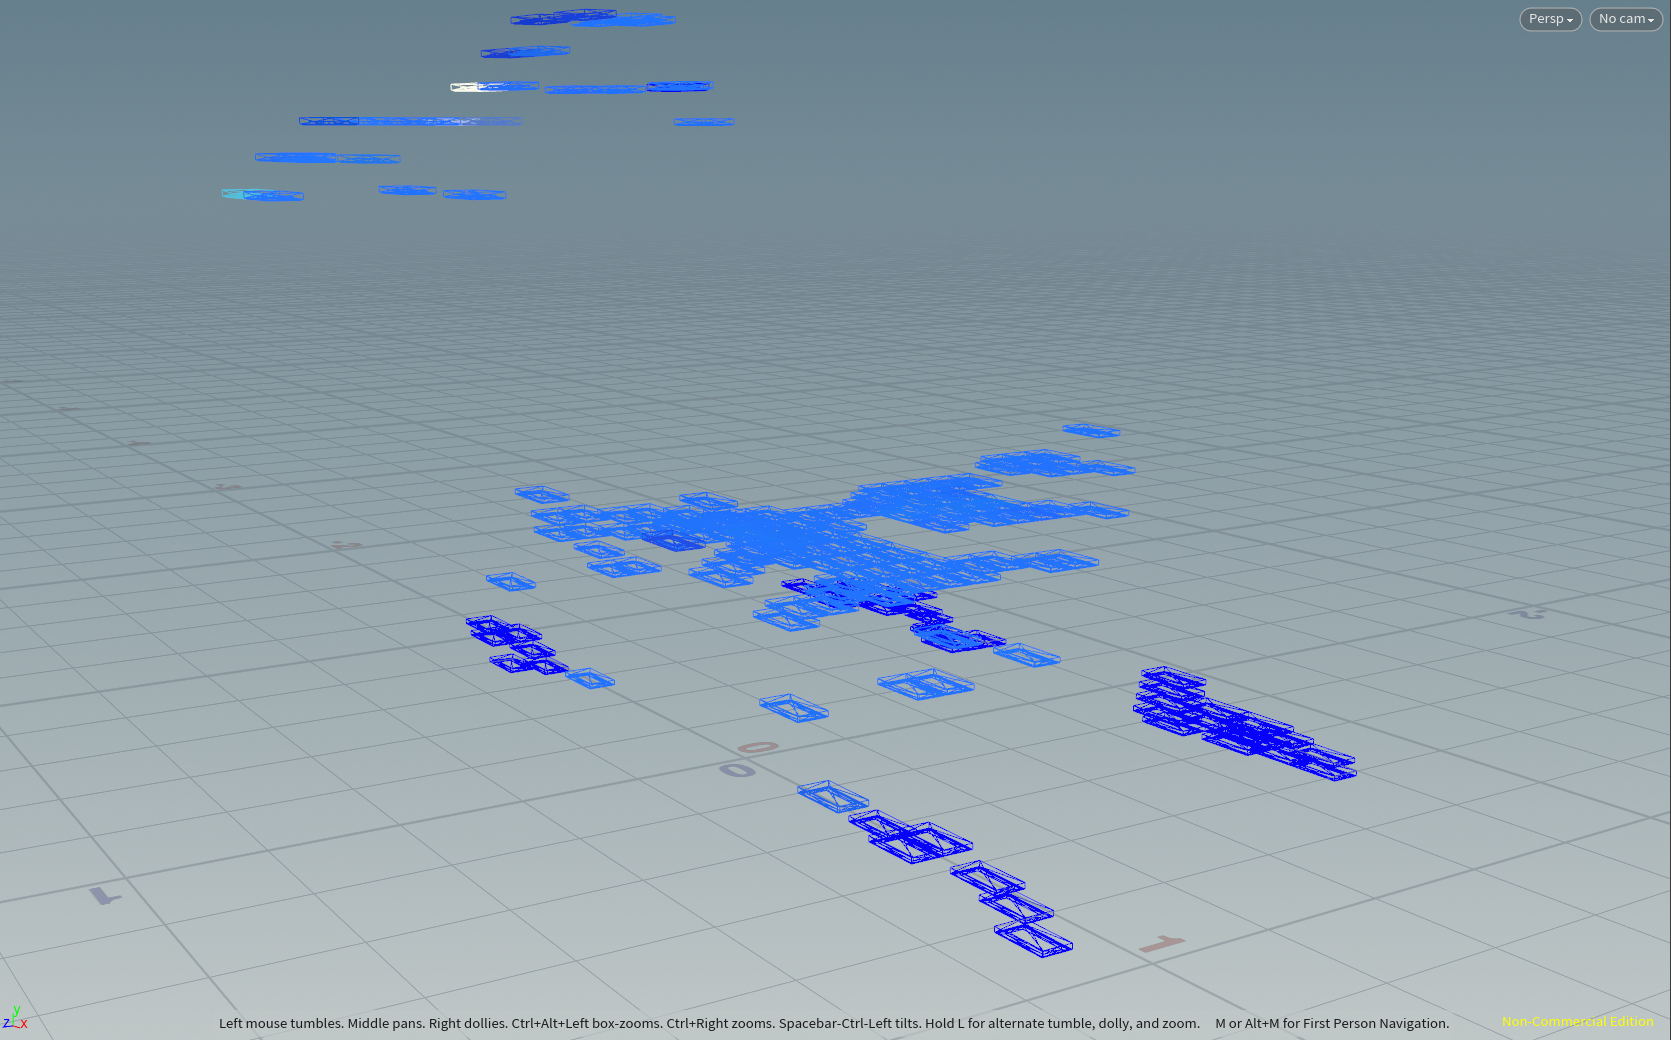 Persp
No cam
0
0
1
1
2
Left mouse tumbles. Middle pans. Right dollies. Ctrl+Alt+Left box-zooms. Ctrl+Right zooms. Spacebar-Ctrl-Left tilts. Hold L for alternate tumble, dolly, and zoom. M or Alt+M for First Person Navigation.
Non-Commercial Edition
y
z x